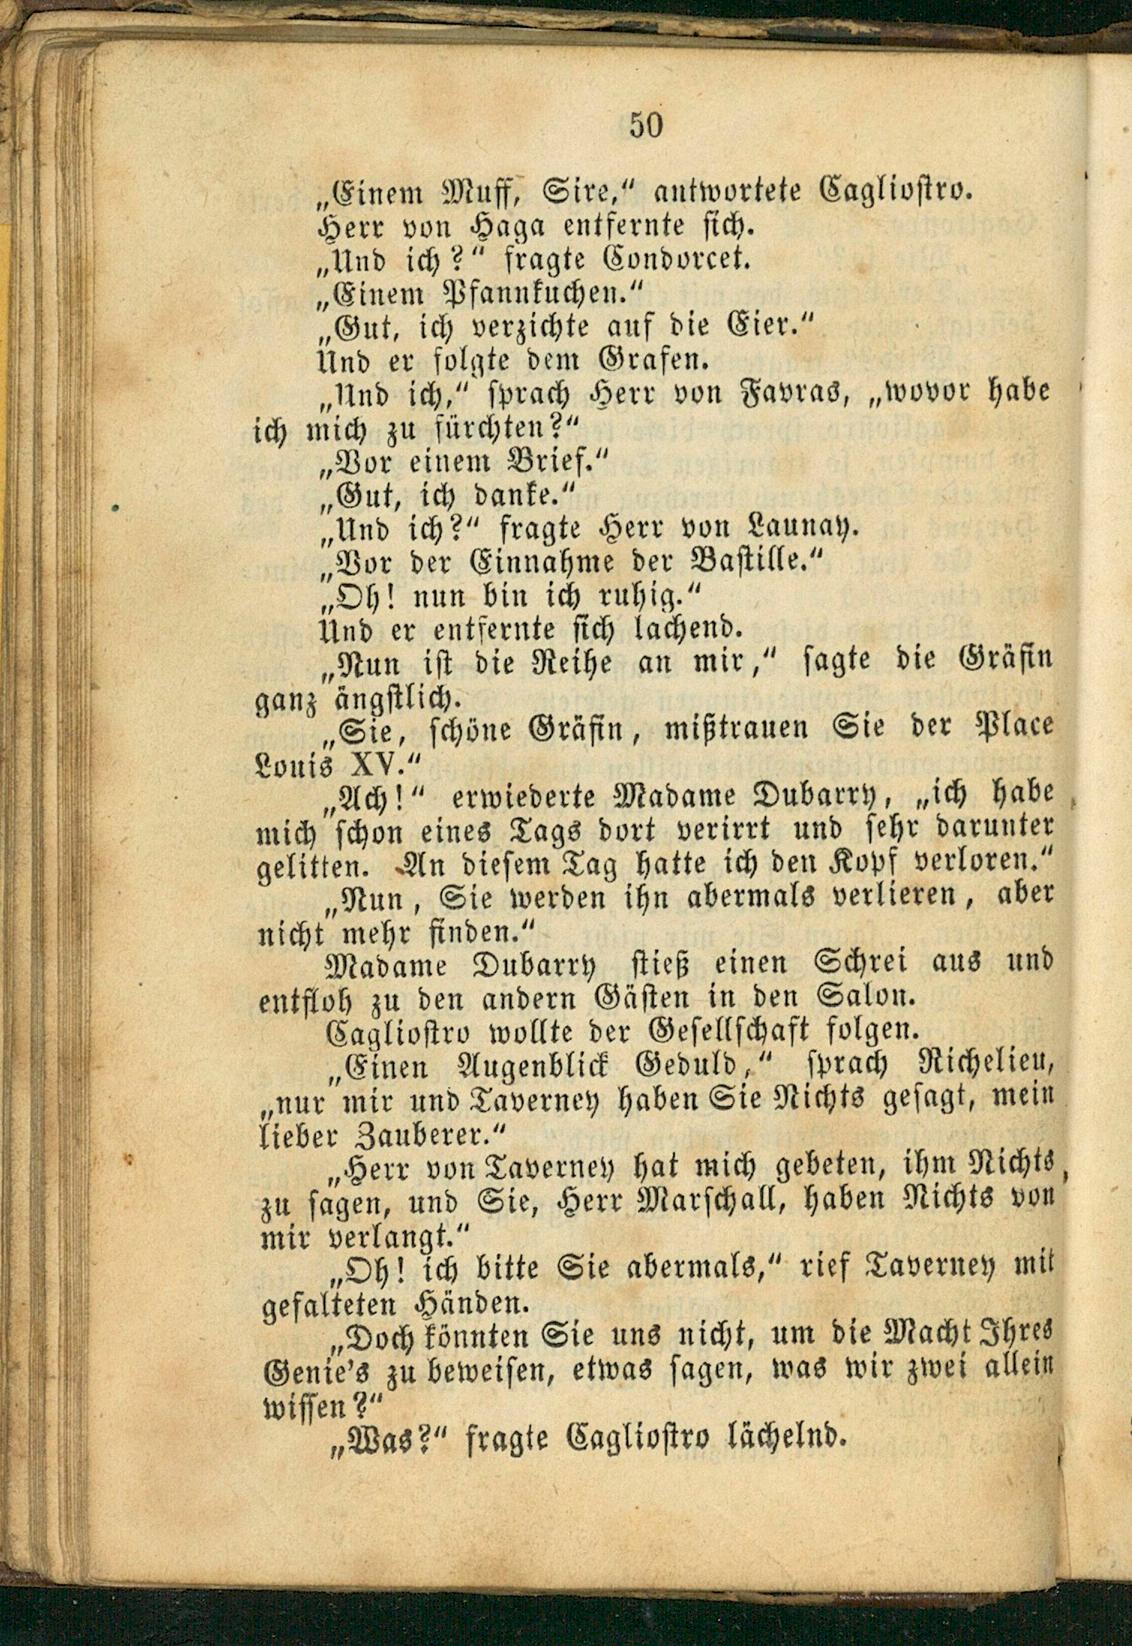 50
„Einem Muff, Sire,“ antwortete Cagliostro.
Herr von Haga entfernte sich.
„Und ich?“ fragte Condorcet.
„Einem Pfannkuchen.“
„Gut, ich verzichte auf die Eier.“
Und er folgte dem Grafen.
„Und ich,“ sprach Herr von Favras, „wovor habe
ich mich zu fürchten?“
„Vor einem Brief.“
„Gut, ich danke.“
„Und ich?“ fragte Herr von Launay.
„Vor der Einnahme der Bastille.“
„Oh! nun bin ich ruhig.“
Und er entfernte sich lachend.
„Nun ist die Reihe an mir,“ sagte die Gräfin
ganz ängstlich.
„Sie, schöne Gräfin, mißtrauen Sie der Place
Louis XV.“
„Ach!“ erwiederte Madame Dubarry, „ich habe
mich schon eines Tags dort verirrt und sehr darunter
gelitten. An diesem Tag hatte ich den Kopf verloren.“
„Nun, Sie werden ihn abermals verlieren, aber
nicht mehr finden.“
Madame Dubarry stieß einen Schrei aus und
entfloh zu den andern Gästen in den Salon.
Cagliostro wollte der Gesellschaft folgen.
„Einen Augenblick Geduld,“ sprach Richelieu,
„nur mir und Taverney haben Sie Nichts gesagt, mein
lieber Zauberer.“
„Herr von Taverney hat mich gebeten, ihm Nichts
zu sagen, und Sie, Herr Marschall, haben Nichts von
mir verlangt.“
„Oh! ich bitte Sie abermals,“ rief Taverney mit
gefalteten Händen.
„Doch könnten Sie uns nicht, um die Macht Ihres
Genie's zu beweisen, etwas sagen, was wir zwei allein
wissen?“
„Was?“ fragte Cagliostro lächelnd.